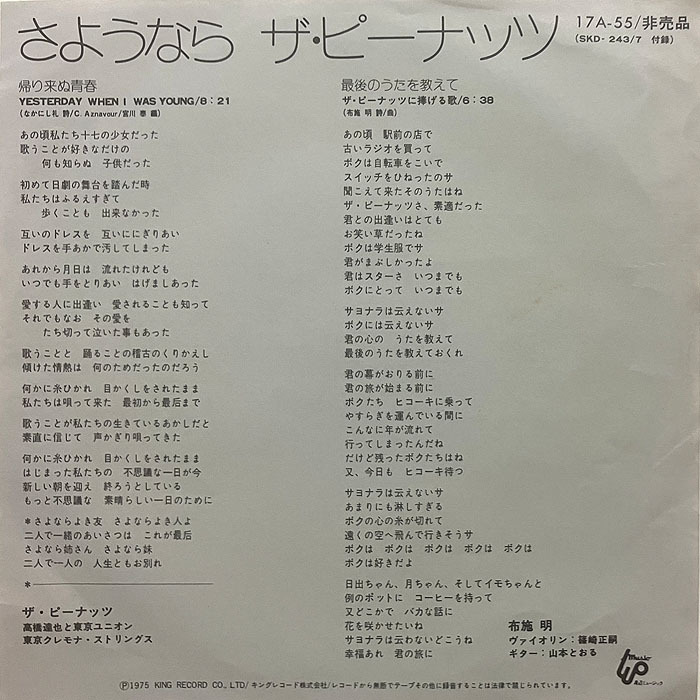 さようなら ザ・ピーナッツ
17A-55/非売品
(SKD-243/7 付録)
帰り来ぬ青春
YESTERDAY WHEN I WAS YOUNG/8：21
(なかにし礼 詩/C. Aznavour/宮川 泰 編)
あの頃私たち十七の少女だった
歌うことが好きなだけの
何も知らぬ 子供だった
初めて日劇の舞台を踏んだ時
私たちはふるえすぎて
歩くことも 出来なかった
互いのドレスを 互いににぎりあい
ドレスを手あかで汚してしまった
あれから月日は 流れたけれども
いつでも手をとりあい はげましあった
愛する人に出逢い 愛されることも知って
それでもなお その愛を
たち切って泣いた事もあった
歌うことと 踊ることの稽古のくりかえし
傾けた情熱は 何のためだったのだろう
何かに糸ひかれ 目かくしをされたまま
私たちは唄って来た 最初から最後まで
歌うことが私たちの生きているあかしだと
素直に信じて 声かぎり唄ってきた
何かに糸ひかれ 目かくしをされたまま
はじまった私たちの 不思議な一日が今
新しい朝を迎え 終ろうとしている
もっと不思議な 素晴らしい一日のために
＊さよならよき友 さよならよき人よ
二人で一緒のあいさつは これが最後
さよなら姉さん さよなら妹
二人で一人の 人生ともお別れ
＊
ザ・ピーナッツ
高橋達也と東京ユニオン
東京クレモナ・ストリングス
最後のうたを教えて
ザ・ピーナッツに捧げる歌/6：38
(布施 明 詩/曲)
あの頃 駅前の店で
古いラジオを買って
ボクは自転車をこいで
スイッチをひねったのサ
聞こえて来たそのうたはね
ザ・ピーナッツさ、素適だった
君との出逢いはとても
お笑い草だったね
ボクは学生服でサ
君がまぶしかったよ
君はスターさ いつまでも
ボクにとって いつまでも
サヨナラは云えないサ
ボクには云えないサ
君の心の うたを教えて
最後のうたを教えておくれ
君の幕がおりる前に
君の旅が始まる前に
ボクたち ヒコーキに乗って
やすらぎを運んでいる間に
こんなに年が流れて
行ってしまったんだね
だけど残ったボクたちはね
又、今日も ヒコーキ待つ
サヨナラは云えないサ
あまりにも淋しすぎる
ボクの心の糸が切れて
遠くの空へ飛んで行きそうサ
ボクは ボクは ボクは ボクは ボクは
ボクは好きだよ
日出ちゃん、月ちゃん、そしてイモちゃんと
例のポットに コーヒーを持って
又どこかで バカな話に
花を咲かせたいね
サヨナラは云わないどこうね
幸福あれ 君の旅に
布施 明
ヴァイオリン：篠崎正嗣
ギター：山本とおる
Music
渡辺ミュージック
Ⓟ1975 KING RECORD CO., LTD/キングレコード株式会社/レコードから無断でテープその他に録音することは法律で禁じられています。